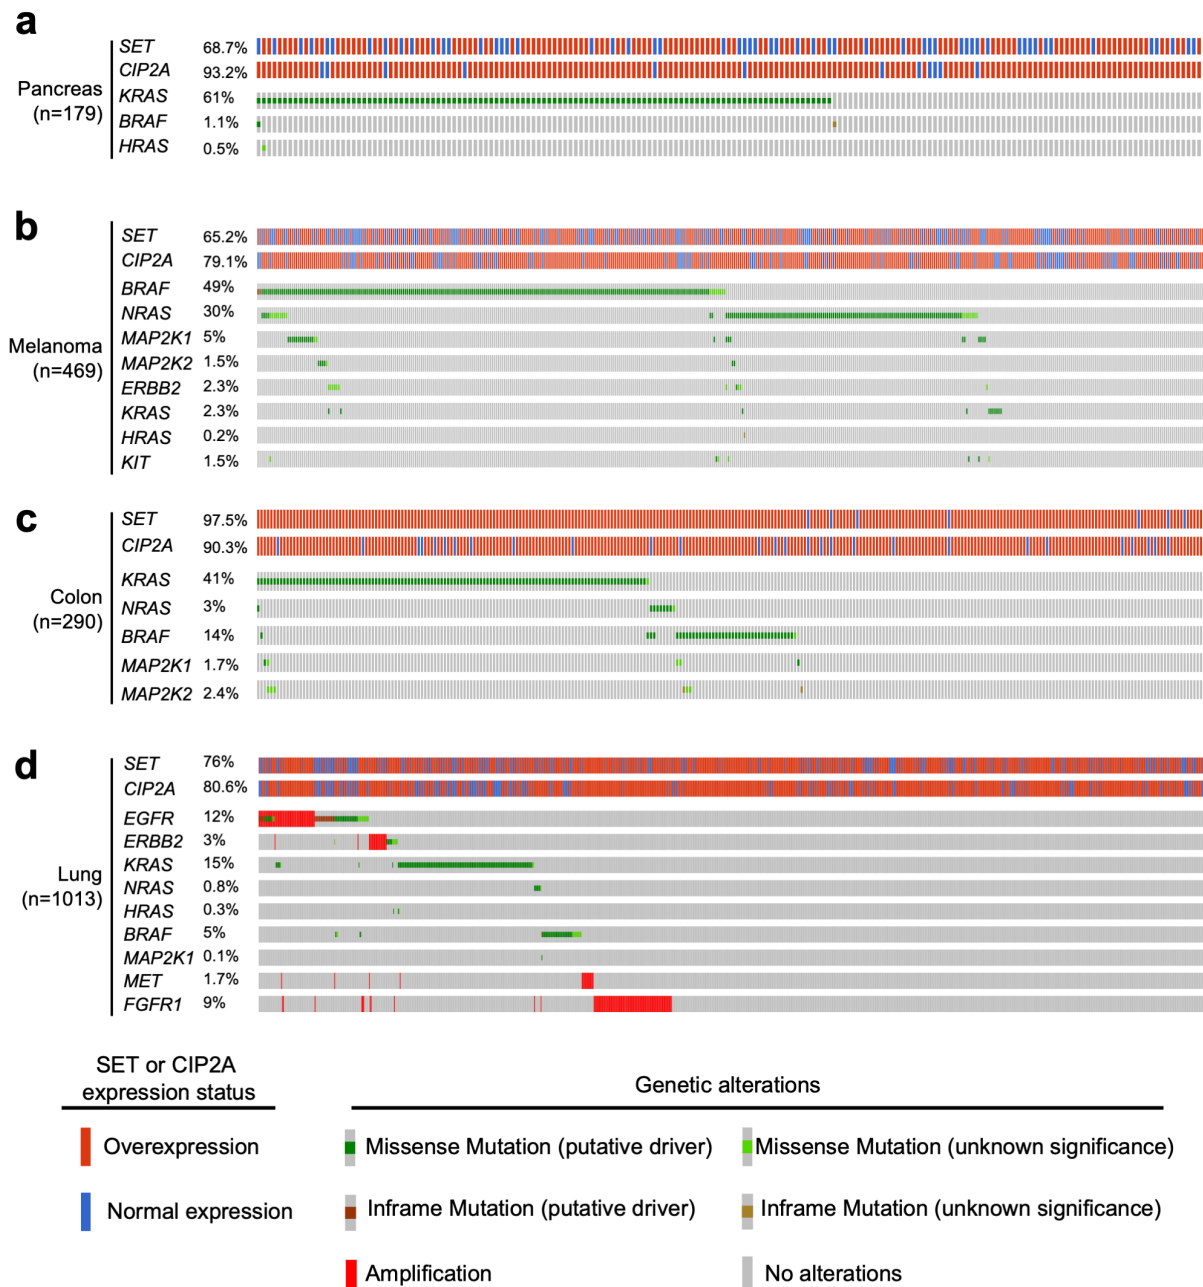 a
Pancreas
(n=179)
SET 68.7%
CIP2A 93.2%
KRAS 61%
BRAF 1.1%
HRAS 0.5%
b
Melanoma
(n=469)
SET 65.2%
CIP2A 79.1%
BRAF 49%
NRAS 30%
MAP2K1 5%
MAP2K2 1.5%
ERBB2 2.3%
KRAS 2.3%
HRAS 0.2%
KIT 1.5%
c
Colon
(n=290)
SET 97.5%
CIP2A 90.3%
KRAS 41%
NRAS 3%
BRAF 14%
MAP2K1 1.7%
MAP2K2 2.4%
d
Lung
(n=1013)
SET 76%
CIP2A 80.6%
EGFR 12%
ERBB2 3%
KRAS 15%
NRAS 0.8%
HRAS 0.3%
BRAF 5%
MAP2K1 0.1%
MET 1.7%
FGFR1 9%
SET or CIP2A
expression status
Overexpression
Normal expression
Genetic alterations
Missense Mutation (putative driver)
Missense Mutation (unknown significance)
Inframe Mutation (putative driver)
Inframe Mutation (unknown significance)
Amplification
No alterations